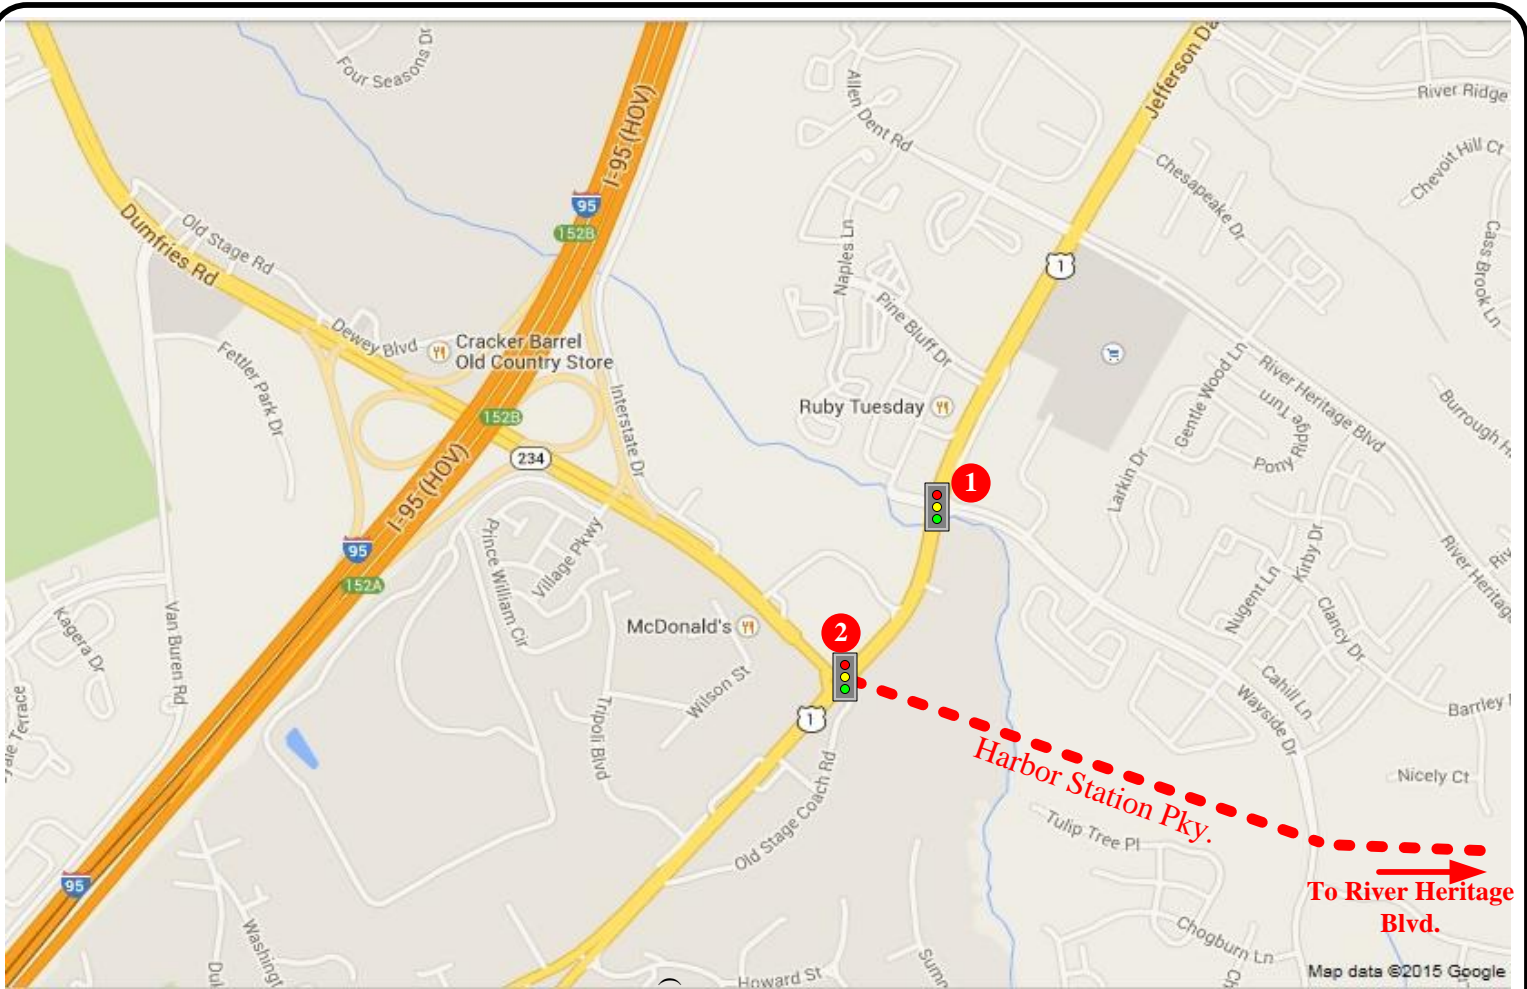 Four Seasons Dr
I-95 (HOV)
95
152B
Jefferson Da
River Ridge
Allen Dent Rd
Chevoit Hill Ct
Chesapeake Dr
Cass Brook Ln
Old Stage Rd
Dumfries Rd
Naples Ln
1
Pine Bluff Dr
Dewey Blvd
Cracker Barrel
Old Country Store
Fettler Park Dr
Interstate Dr
152B
234
Ruby Tuesday
River Heritage Blvd
Gentle Wood Ln
Pony Ridge Turn
Burrough H
Larkin Dr
1
I-95 (HOV)
95
152A
Prince William Cir
Village Pkwy
Kirby Dr
Nugent Ln
River Heritage
Riv
Clancy Dr
Kagera Dr
Van Buren Rd
McDonald's
2
Wilson St
Tripoli Blvd
1
Cahill Ln
Wayside Dr
Barrley
yale Terrace
Harbor Station Pky.
Old Stage Coach Rd
Nicely Ct
Tulip Tree Pl
95
To River Heritage
Blvd.
Washingt
Chogburn Ln
Howard St
Map data ©2015 Google